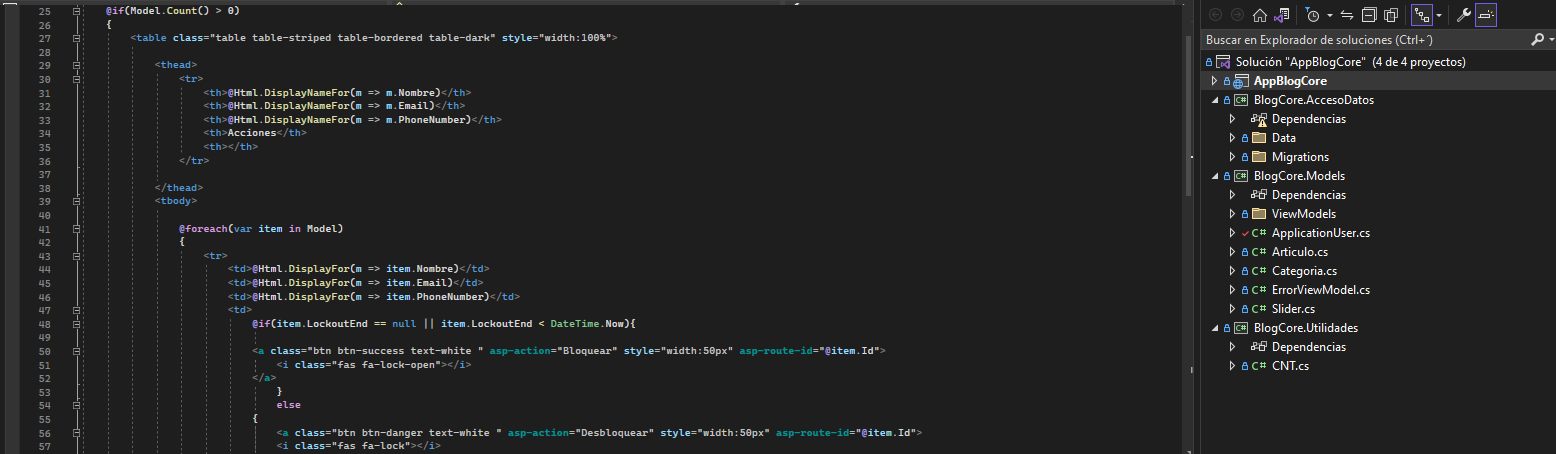 25 @if(Model.Count() > 0)
26 {
27 <table class="table table-striped table-bordered table-dark" style="width:100%">
28
29 <thead>
30 <tr>
31 <th>@Html.DisplayNameFor(m => m.Nombre)</th>
32 <th>@Html.DisplayNameFor(m => m.Email)</th>
33 <th>@Html.DisplayNameFor(m => m.PhoneNumber)</th>
34 <th>Acciones</th>
35 <th></th>
36 </tr>
37
38 </thead>
39 <tbody>
40
41 @foreach(var item in Model)
42 {
43 <tr>
44 <td>@Html.DisplayFor(m => item.Nombre)</td>
45 <td>@Html.DisplayFor(m => item.Email)</td>
46 <td>@Html.DisplayFor(m => item.PhoneNumber)</td>
47 <td>
48 @if(item.LockoutEnd == null || item.LockoutEnd < DateTime.Now){
49
50 <a class="btn btn-success text-white " asp-action="Bloquear" style="width:50px" asp-route-id="@item.Id">
51 <i class="fas fa-lock-open"></i>
52 </a>
53 }
54 else
55 {
56 <a class="btn btn-danger text-white " asp-action="Desbloquear" style="width:50px" asp-route-id="@item.Id">
57 <i class="fas fa-lock"></i>
Buscar en Explorador de soluciones (Ctrl+´)
Solución "AppBlogCore" (4 de 4 proyectos)
AppBlogCore
C# BlogCore.AccesoDatos
Dependencias
Data
Migrations
C# BlogCore.Models
Dependencias
ViewModels
C# ApplicationUser.cs
C# Articulo.cs
C# Categoria.cs
C# ErrorViewModel.cs
C# Slider.cs
C# BlogCore.Utilidades
Dependencias
C# CNT.cs